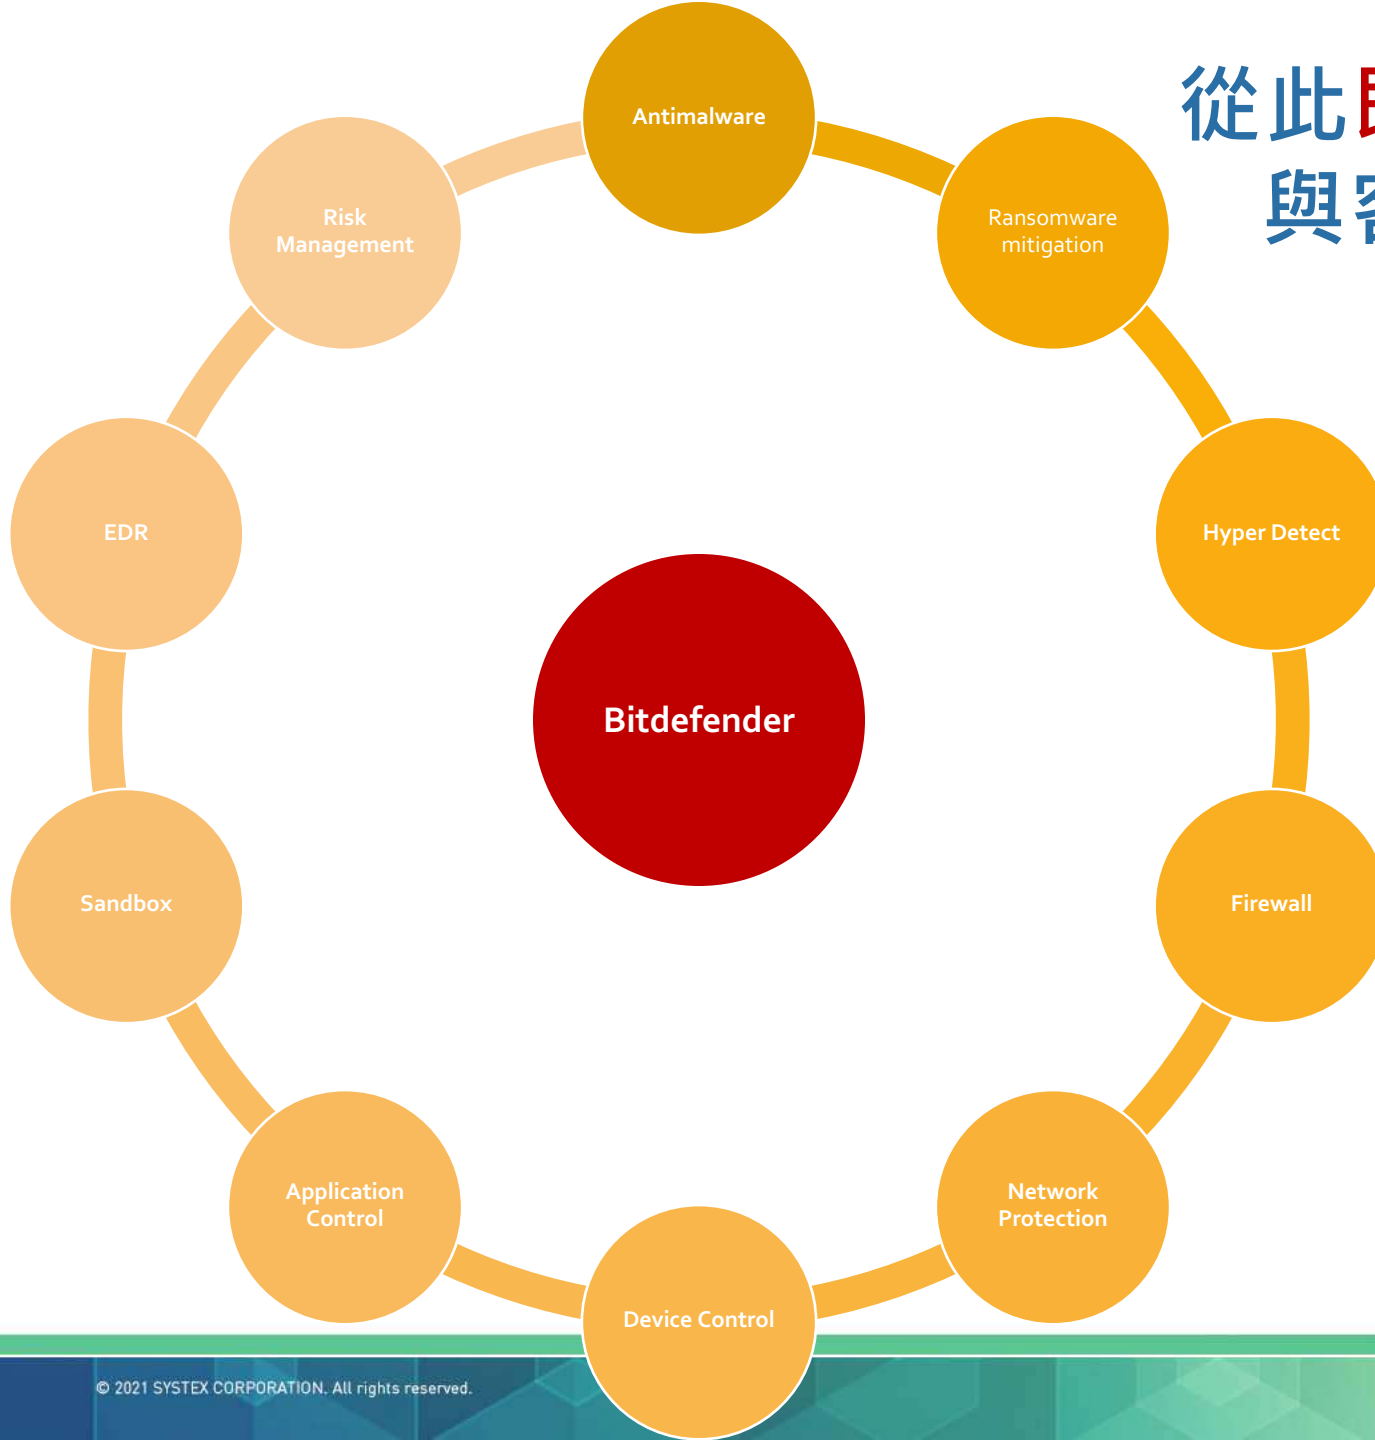 從此
與
Antimalware
Ransomware
mitigation
Hyper Detect
Firewall
Network
Protection
Device Control
Application
Control
Sandbox
EDR
Risk
Management
Bitdefender
© 2021 SYSTEX CORPORATION. All rights reserved.